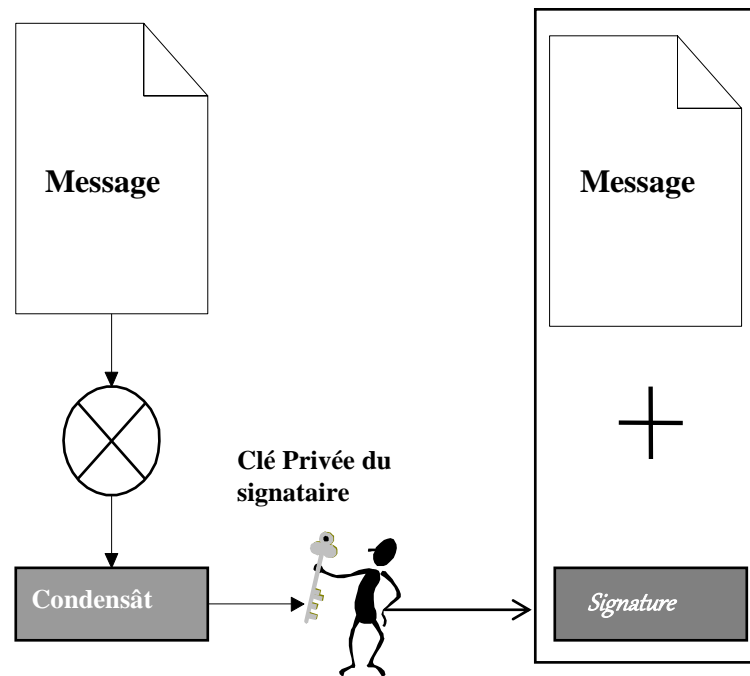 Message
Message
Clé Privée du
signataire
Condensât
Signature